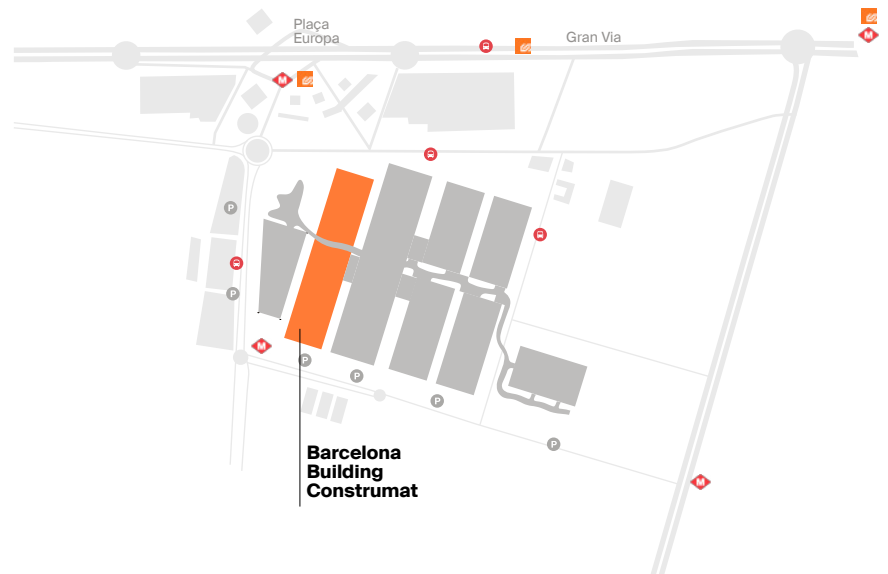 Plaça
Europa
Gran Via
M
M
P
P
M
P
P
P
P
M
Barcelona
Building
Construmat